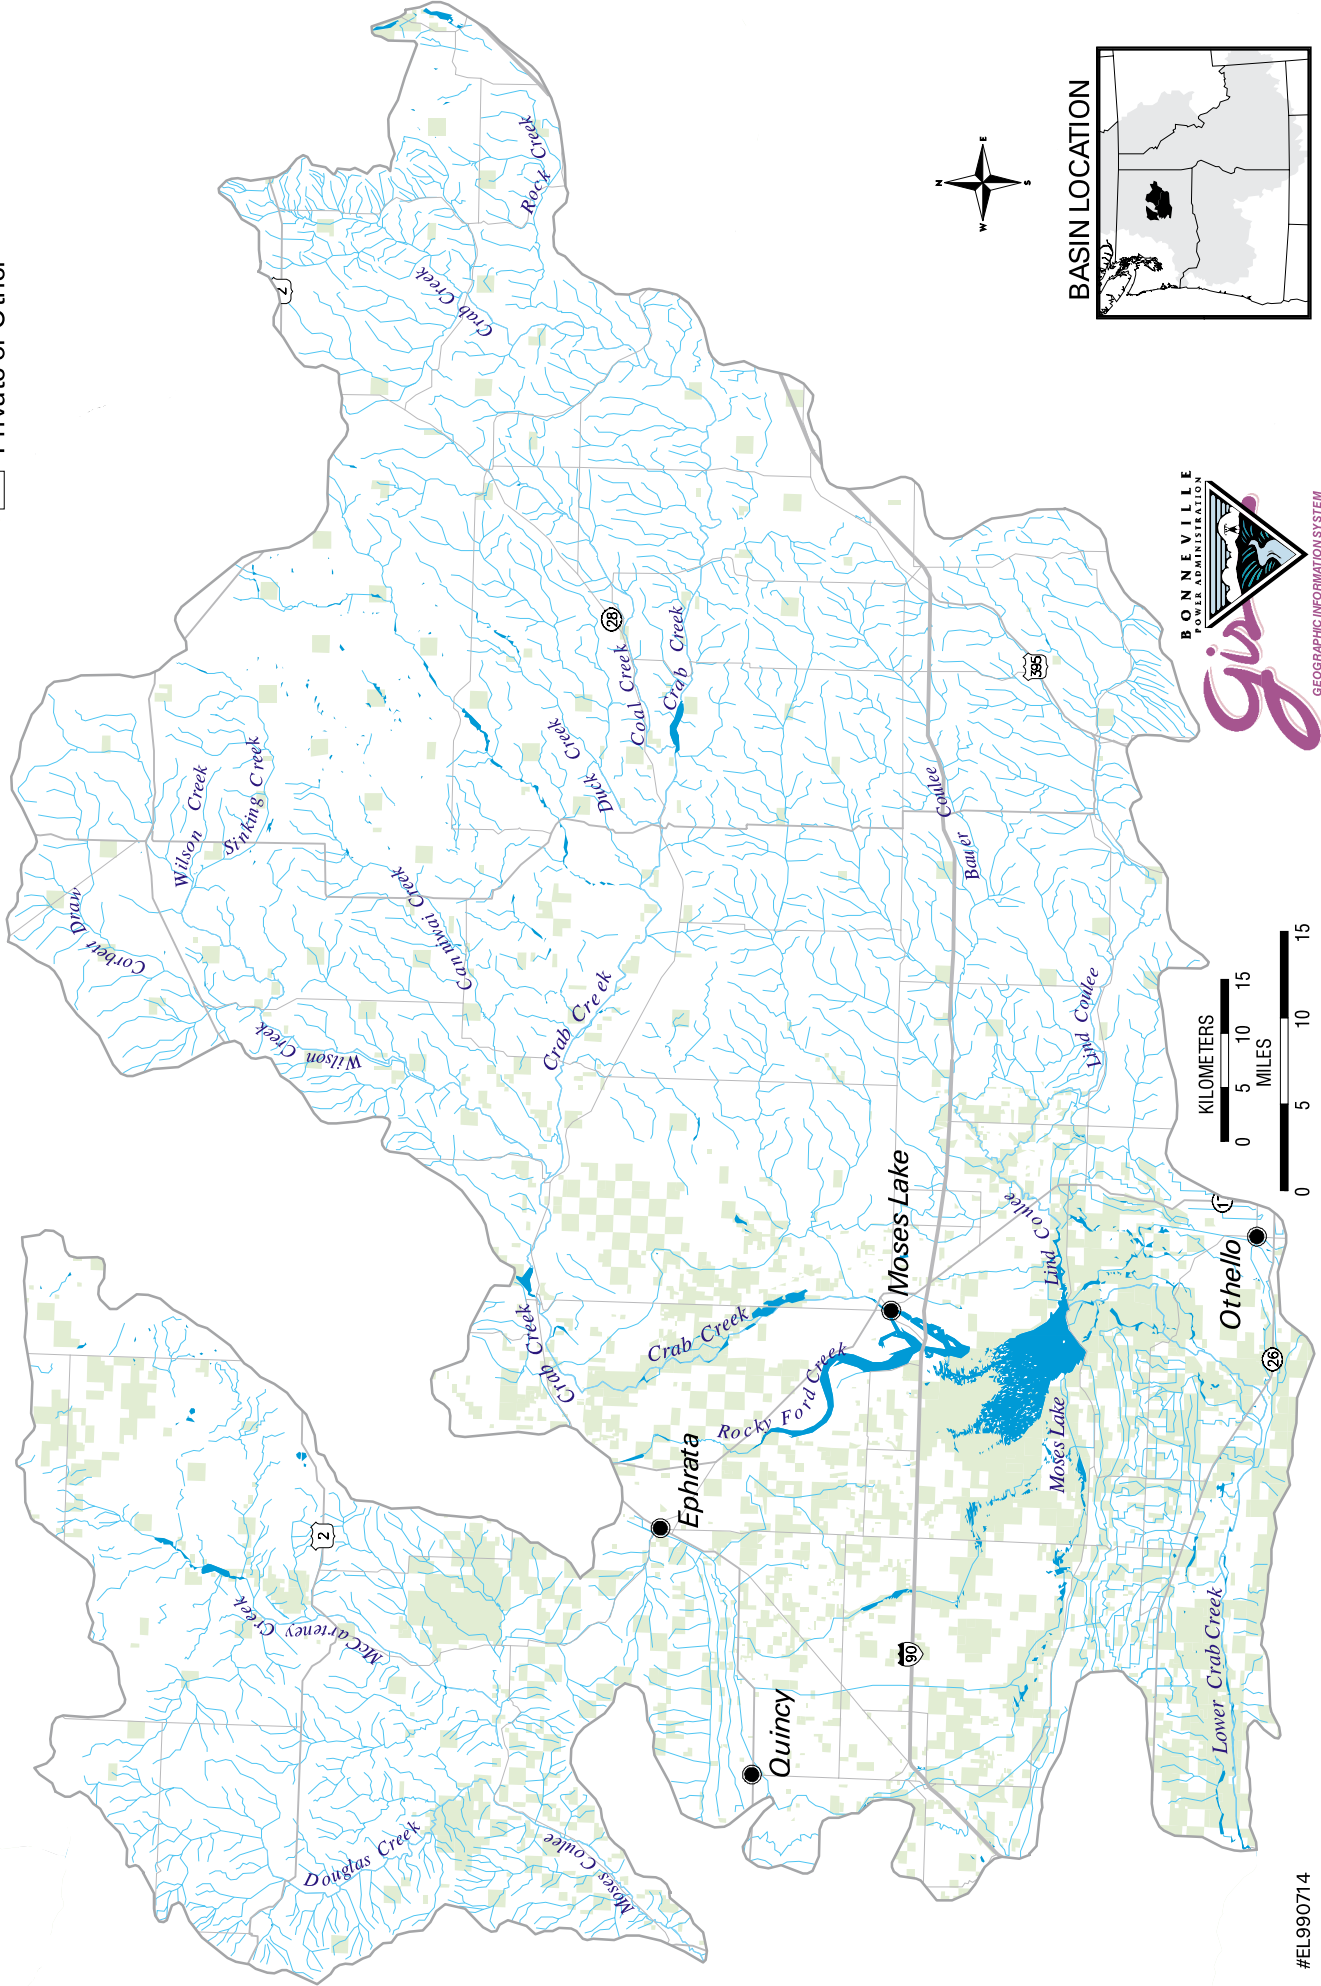 Corbett Draw
Wilson Creek
Sinking Creek
Wilson Creek
Canniwai Creek
Crab Creek
Duck Creek
Coal Creek
Crab Creek
28
Crab Creek
Rock Creek
2
Bauer Coulee
395
Lind Coulee
Crab Creek
Crab Creek
Rocky Ford Creek
Moses Lake
Lind Coulee
Moses Lake
Othello
26
Lower Crab Creek
Ephrata
Quincy
90
2
McCarteney Creek
Douglas Creek
Moses Coulee
N
E
S
W
BASIN LOCATION
BONNEVILLE
POWER ADMINISTRATION
Gis
GEOGRAPHIC INFORMATION SYSTEM
KILOMETERS
0 5 10 15
MILES
0 5 10 15
#EL990714